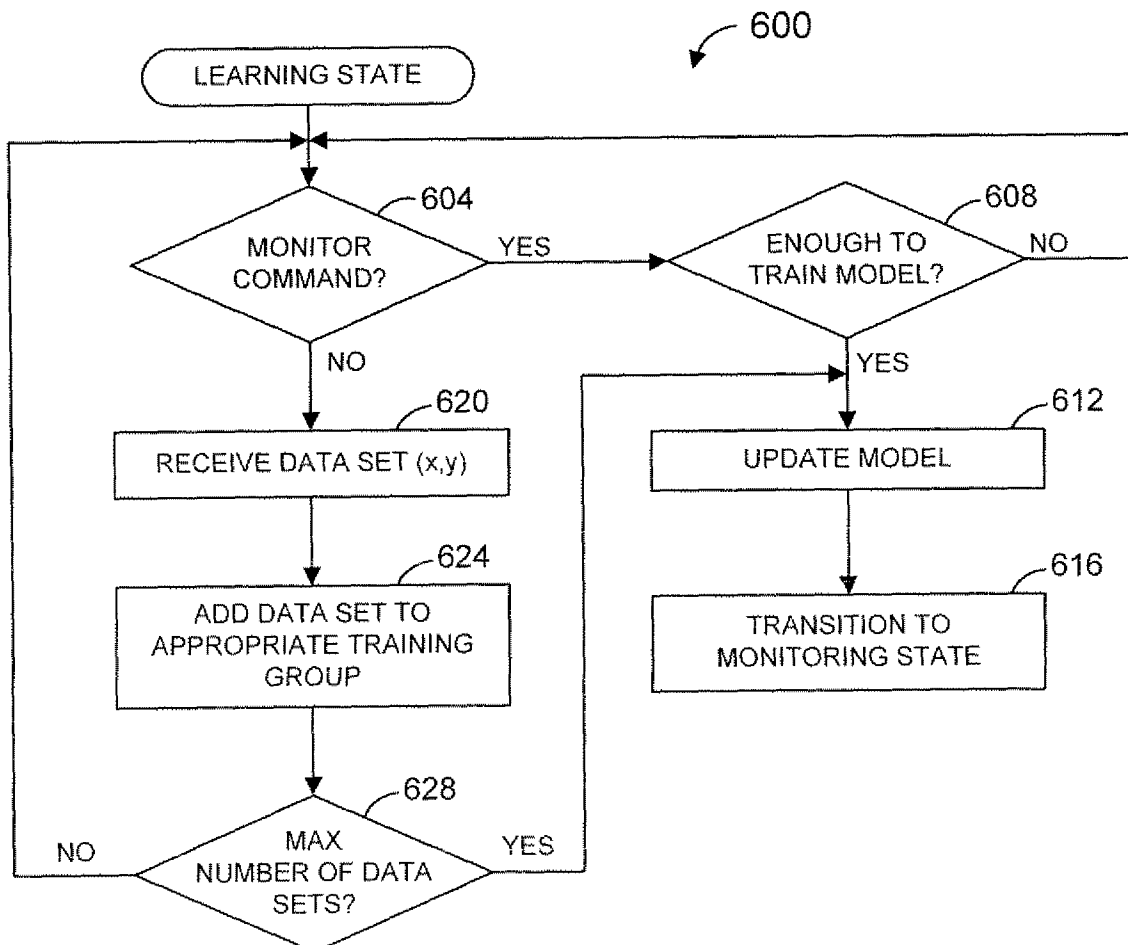 600
LEARNING STATE
604
MONITOR
COMMAND?
YES
NO
608
ENOUGH TO
TRAIN MODEL?
NO
YES
620
RECEIVE DATA SET (x,y)
612
UPDATE MODEL
624
ADD DATA SET TO
APPROPRIATE TRAINING
GROUP
616
TRANSITION TO
MONITORING STATE
628
MAX
NUMBER OF DATA
SETS?
NO
YES